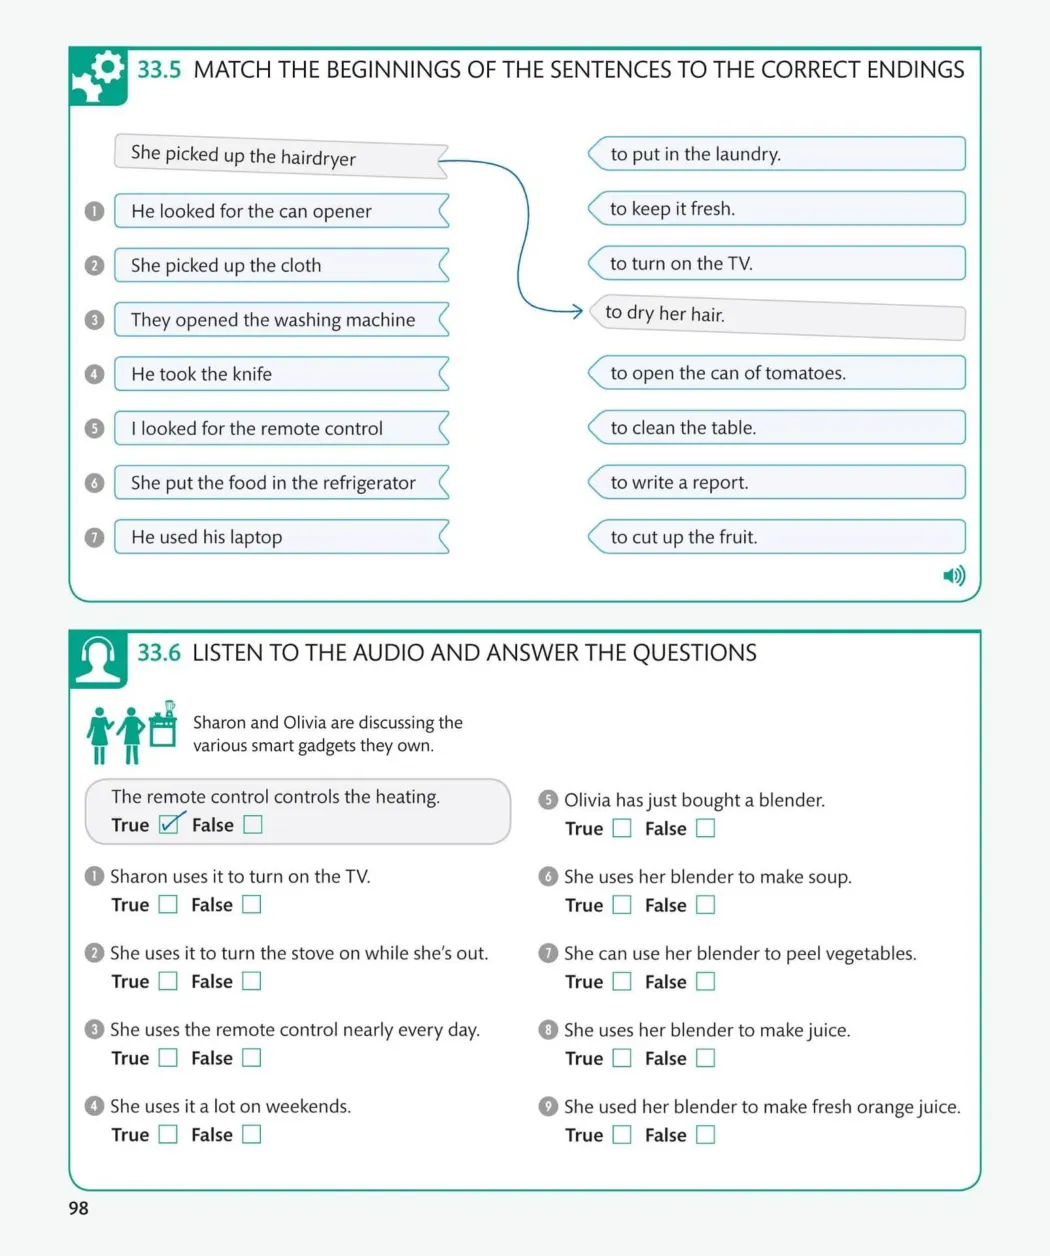 33.5 MATCH THE BEGINNINGS OF THE SENTENCES TO THE CORRECT ENDINGS
She picked up the hairdryer
1 He looked for the can opener
2 She picked up the cloth
3 They opened the washing machine
4 He took the knife
5 I looked for the remote control
6 She put the food in the refrigerator
7 He used his laptop
to put in the laundry.
to keep it fresh.
to turn on the TV.
to dry her hair.
to open the can of tomatoes.
to clean the table.
to write a report.
to cut up the fruit.
33.6 LISTEN TO THE AUDIO AND ANSWER THE QUESTIONS
Sharon and Olivia are discussing the
various smart gadgets they own.
The remote control controls the heating.
True False
1 Sharon uses it to turn on the TV.
True False
2 She uses it to turn the stove on while she's out.
True False
3 She uses the remote control nearly every day.
True False
4 She uses it a lot on weekends.
True False
5 Olivia has just bought a blender.
True False
6 She uses her blender to make soup.
True False
7 She can use her blender to peel vegetables.
True False
8 She uses her blender to make juice.
True False
9 She used her blender to make fresh orange juice.
True False
98